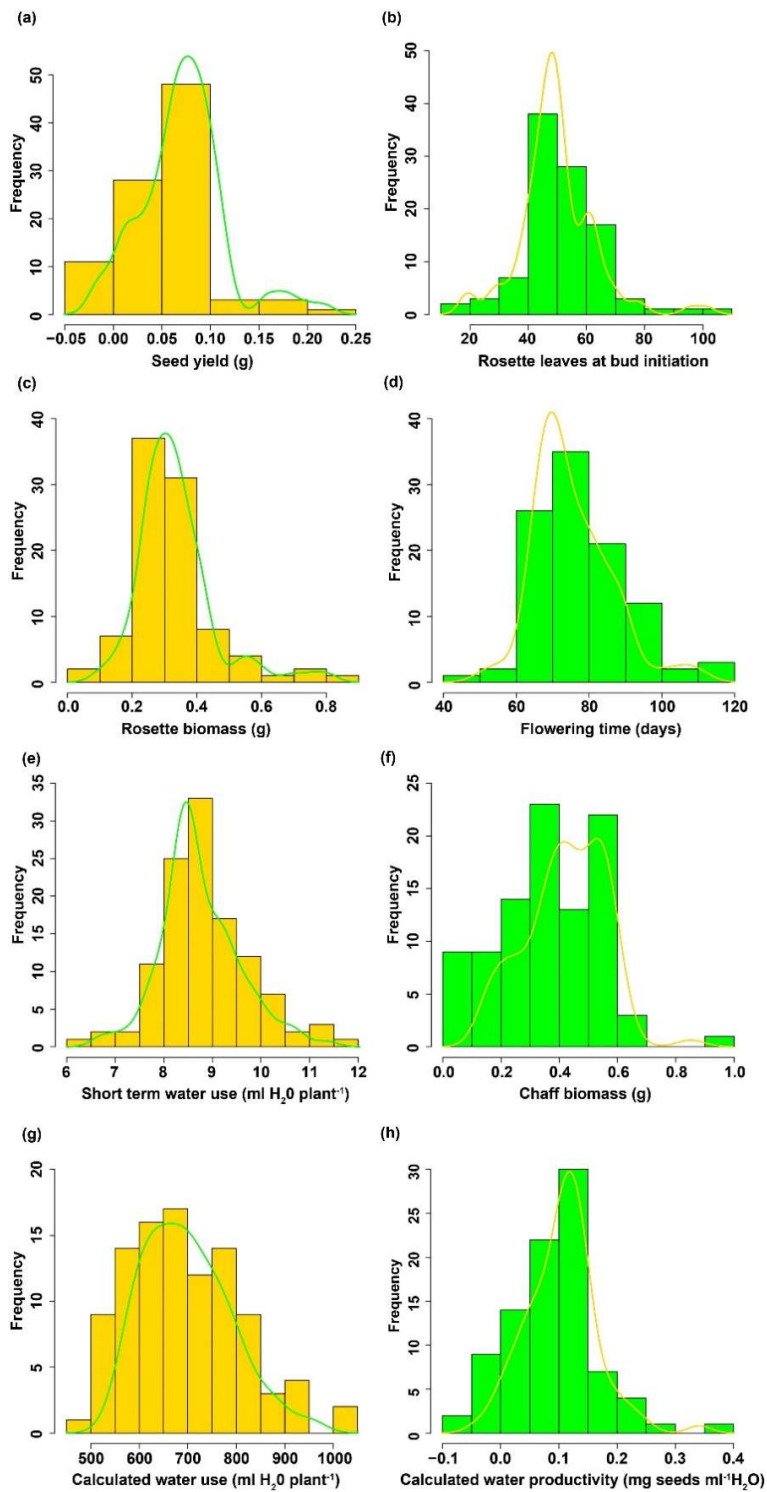 (a)
Frequency
50
40
30
20
10
0
−0.05 0.00 0.05 0.10 0.15 0.20 0.25
Seed yield (g)
(b)
Frequency
50
40
30
20
10
0
20 40 60 80 100
Rosette leaves at bud initiation
(c)
Frequency
40
30
20
10
0
0.0 0.2 0.4 0.6 0.8
Rosette biomass (g)
(d)
Frequency
40
30
20
10
0
40 60 80 100 120
Flowering time (days)
(e)
Frequency
35
30
25
20
15
10
5
0
6 7 8 9 10 11 12
Short term water use (ml H₂0 plant⁻¹)
(f)
Frequency
25
20
15
10
5
0
0.0 0.2 0.4 0.6 0.8 1.0
Chaff biomass (g)
(g)
Frequency
20
15
10
5
0
500 600 700 800 900 1000
Calculated water use (ml H₂0 plant⁻¹)
(h)
Frequency
30
25
20
15
10
5
0
−0.1 0.0 0.1 0.2 0.3 0.4
Calculated water productivity (mg seeds ml⁻¹H₂O)